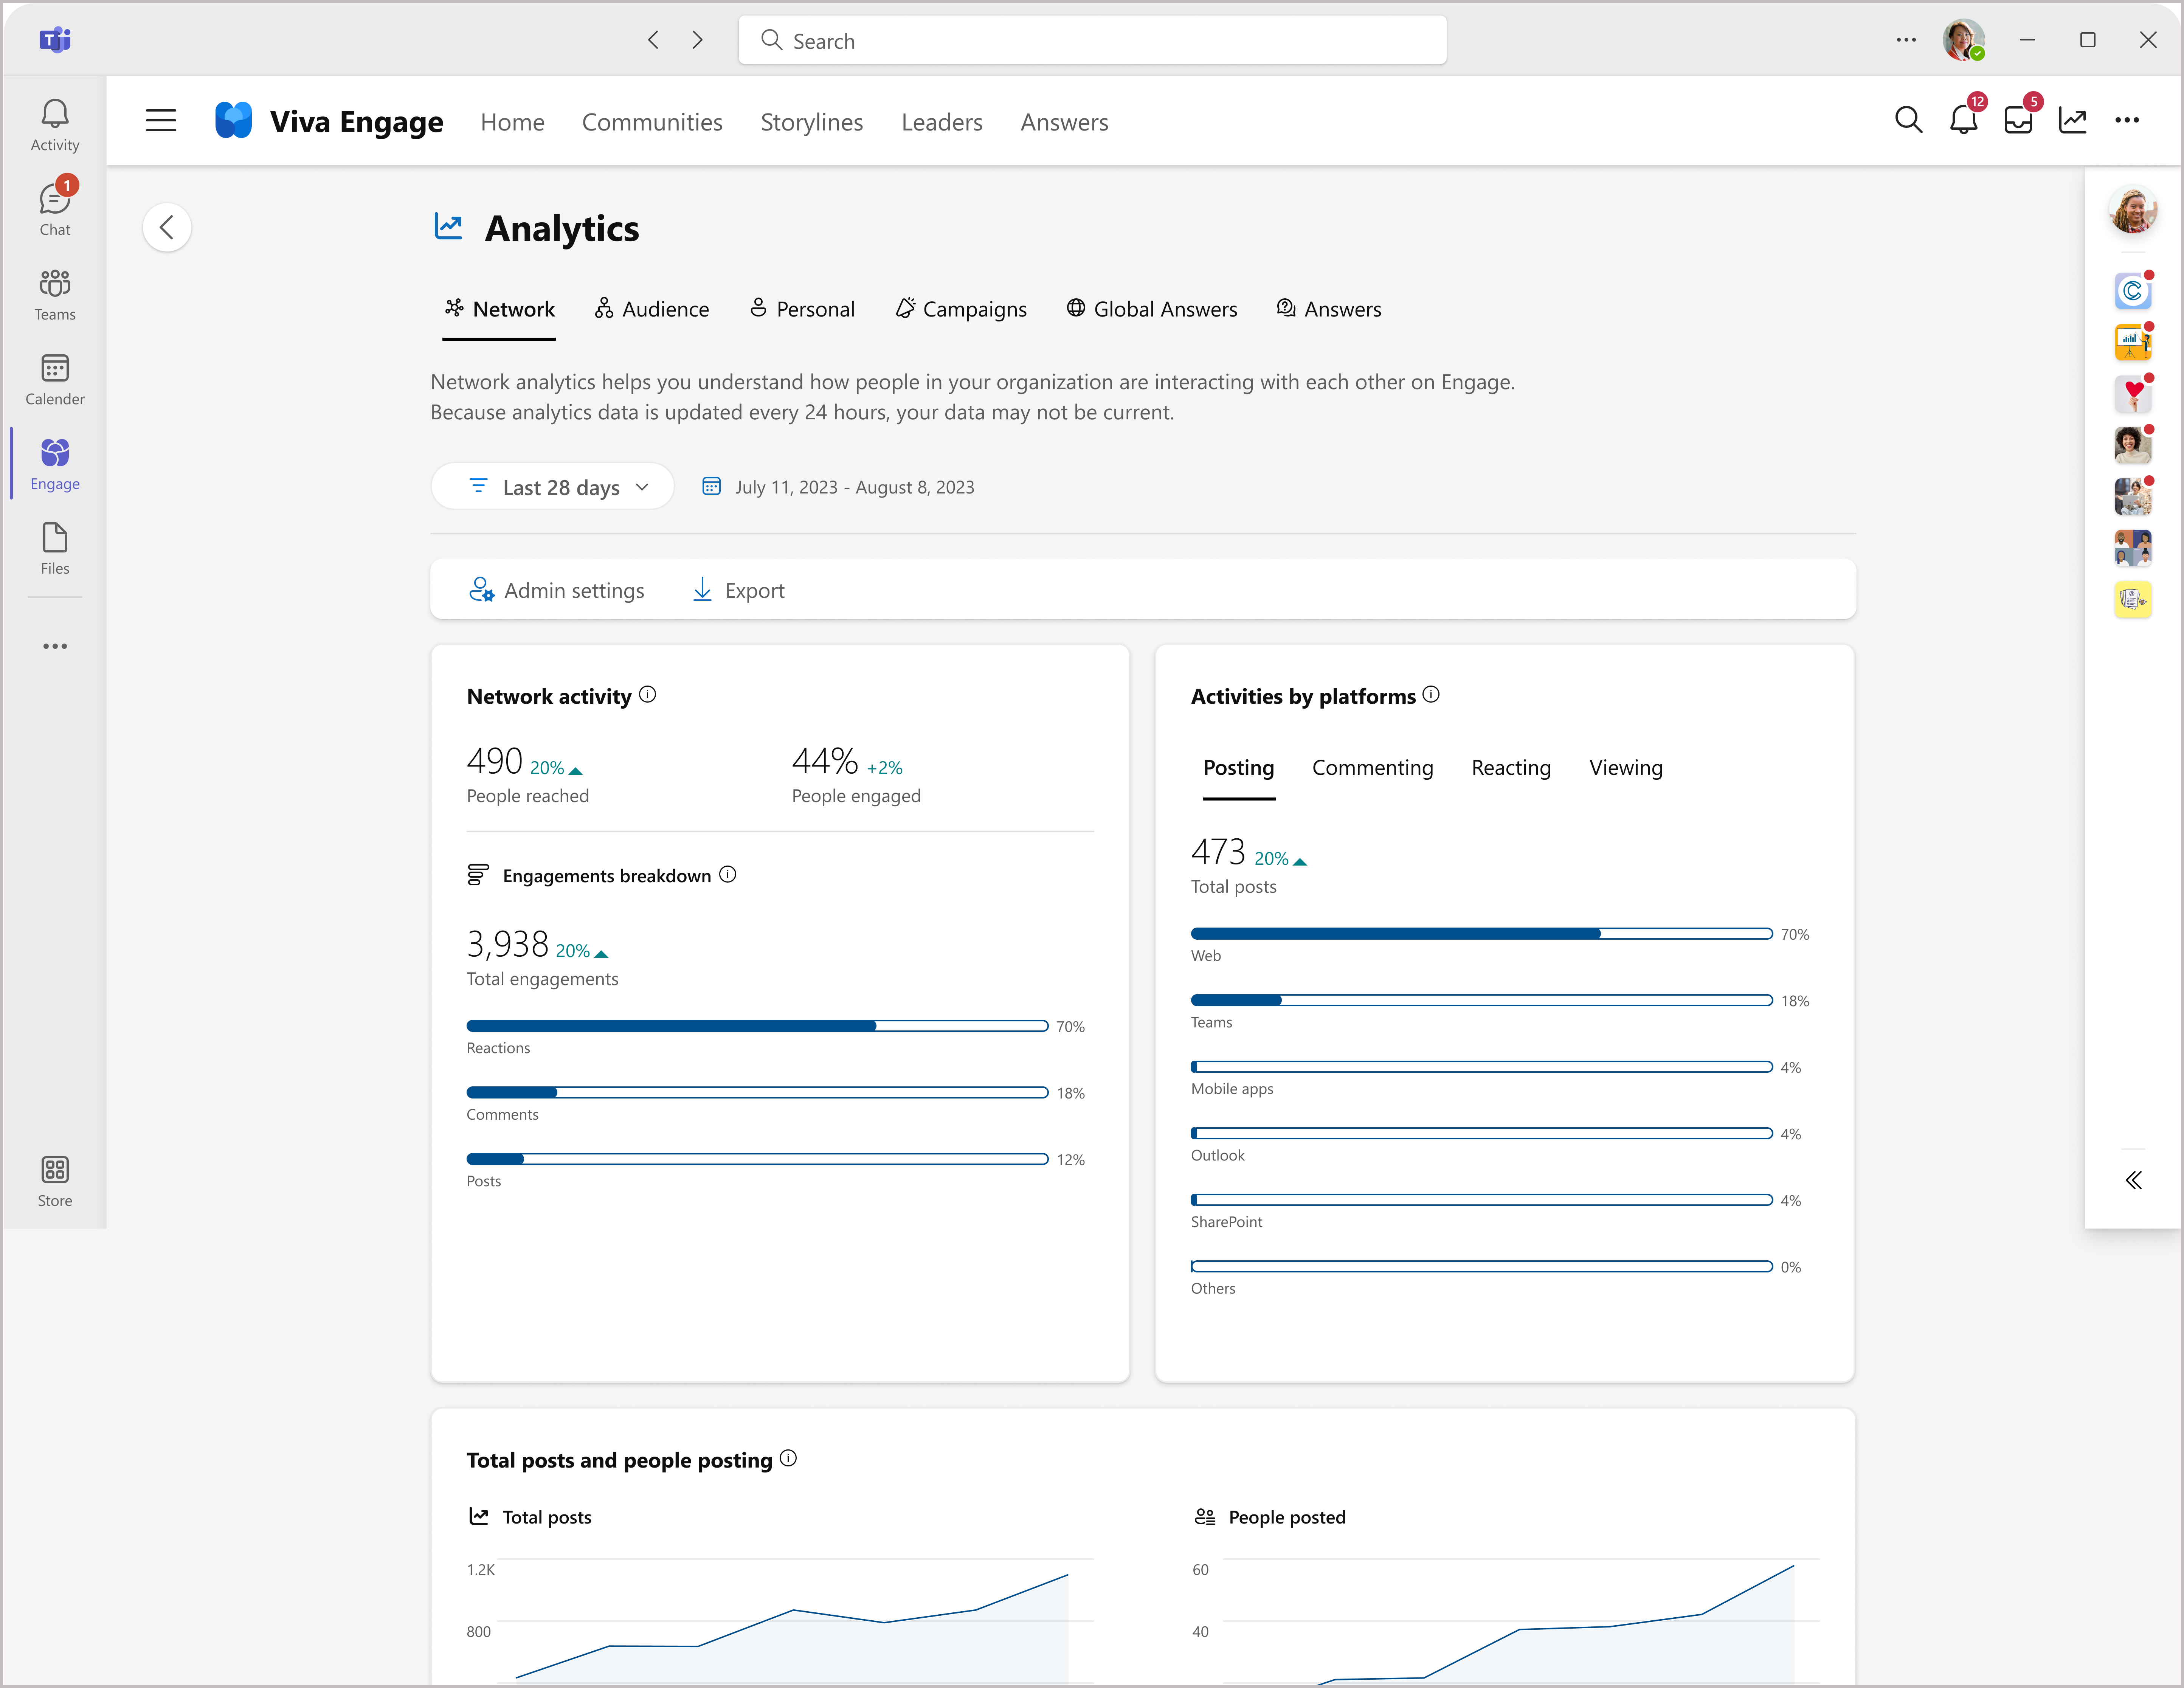 Search
Activity
1
Chat
Teams
Calender
Engage
Files
Store
Viva Engage
Home
Communities
Storylines
Leaders
Answers
12
5
Analytics
Network
Audience
Personal
Campaigns
Global Answers
Answers
Network analytics helps you understand how people in your organization are interacting with each other on Engage.
Because analytics data is updated every 24 hours, your data may not be current.
Last 28 days
July 11, 2023 - August 8, 2023
Admin settings
Export
Network activity
490 20%
People reached
44% +2%
People engaged
Engagements breakdown
3,938 20%
Total engagements
70%
Reactions
18%
Comments
12%
Posts
Activities by platforms
Posting
Commenting
Reacting
Viewing
473 20%
Total posts
70%
Web
18%
Teams
4%
Mobile apps
4%
Outlook
4%
SharePoint
0%
Others
Total posts and people posting
Total posts
1.2K
800
People posted
60
40